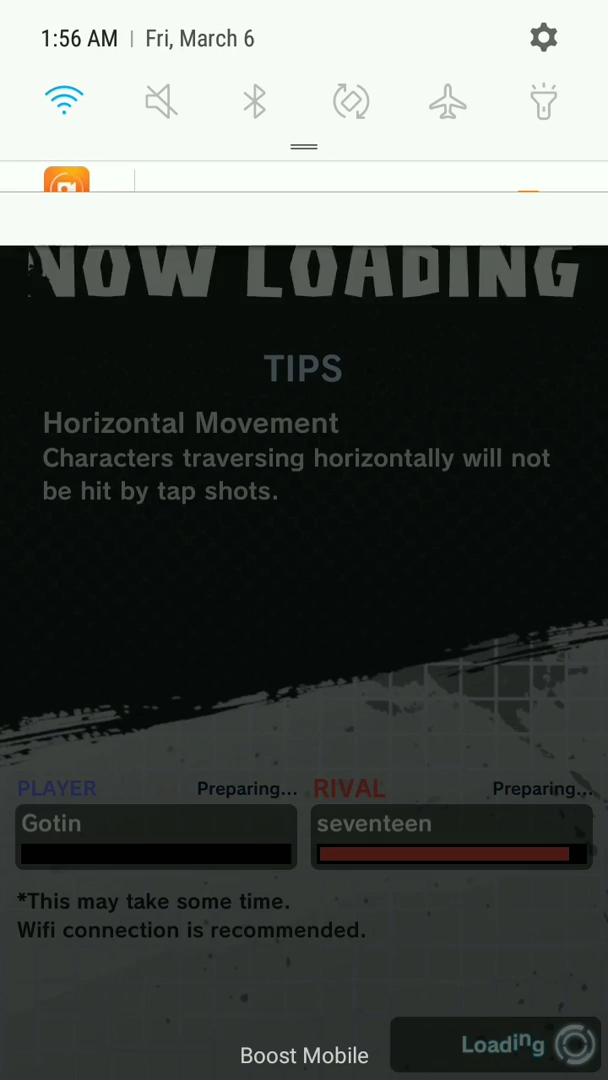 1:56 AM | Fri, March 6
NOW LOADING
TIPS
Horizontal Movement
Characters traversing horizontally will not
be hit by tap shots.
PLAYER Preparing... RIVAL Preparing...
Gotin seventeen
*This may take some time.
Wifi connection is recommended.
Loading
Boost Mobile